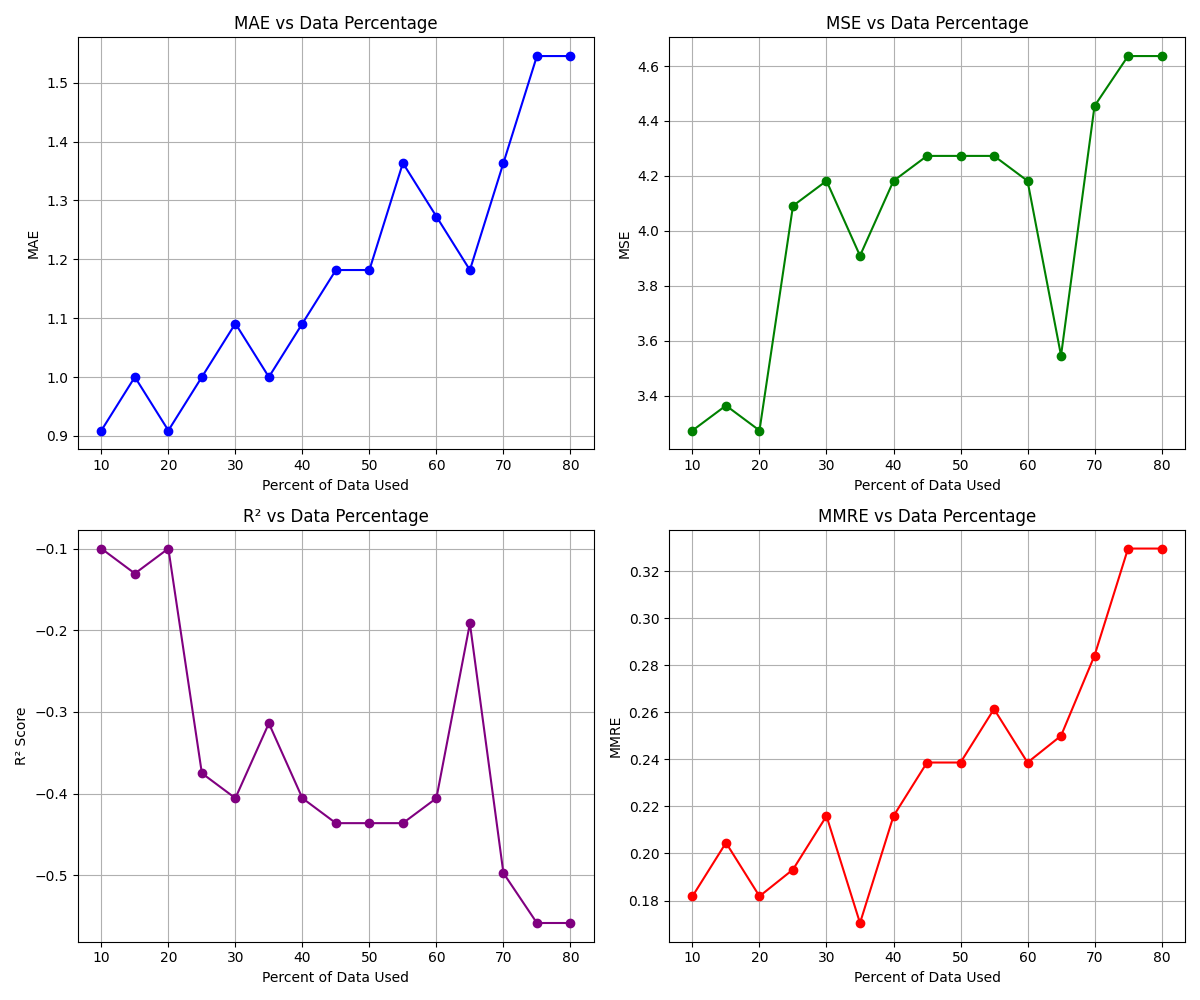 MAE vs Data Percentage
1.5
1.4
1.3
1.2
1.1
1.0
0.9
MAE
10 20 30 40 50 60 70 80
Percent of Data Used
MSE vs Data Percentage
4.6
4.4
4.2
4.0
3.8
3.6
3.4
MSE
10 20 30 40 50 60 70 80
Percent of Data Used
R² vs Data Percentage
−0.1
−0.2
−0.3
−0.4
−0.5
R² Score
10 20 30 40 50 60 70 80
Percent of Data Used
MMRE vs Data Percentage
0.32
0.30
0.28
0.26
0.24
0.22
0.20
0.18
MMRE
10 20 30 40 50 60 70 80
Percent of Data Used